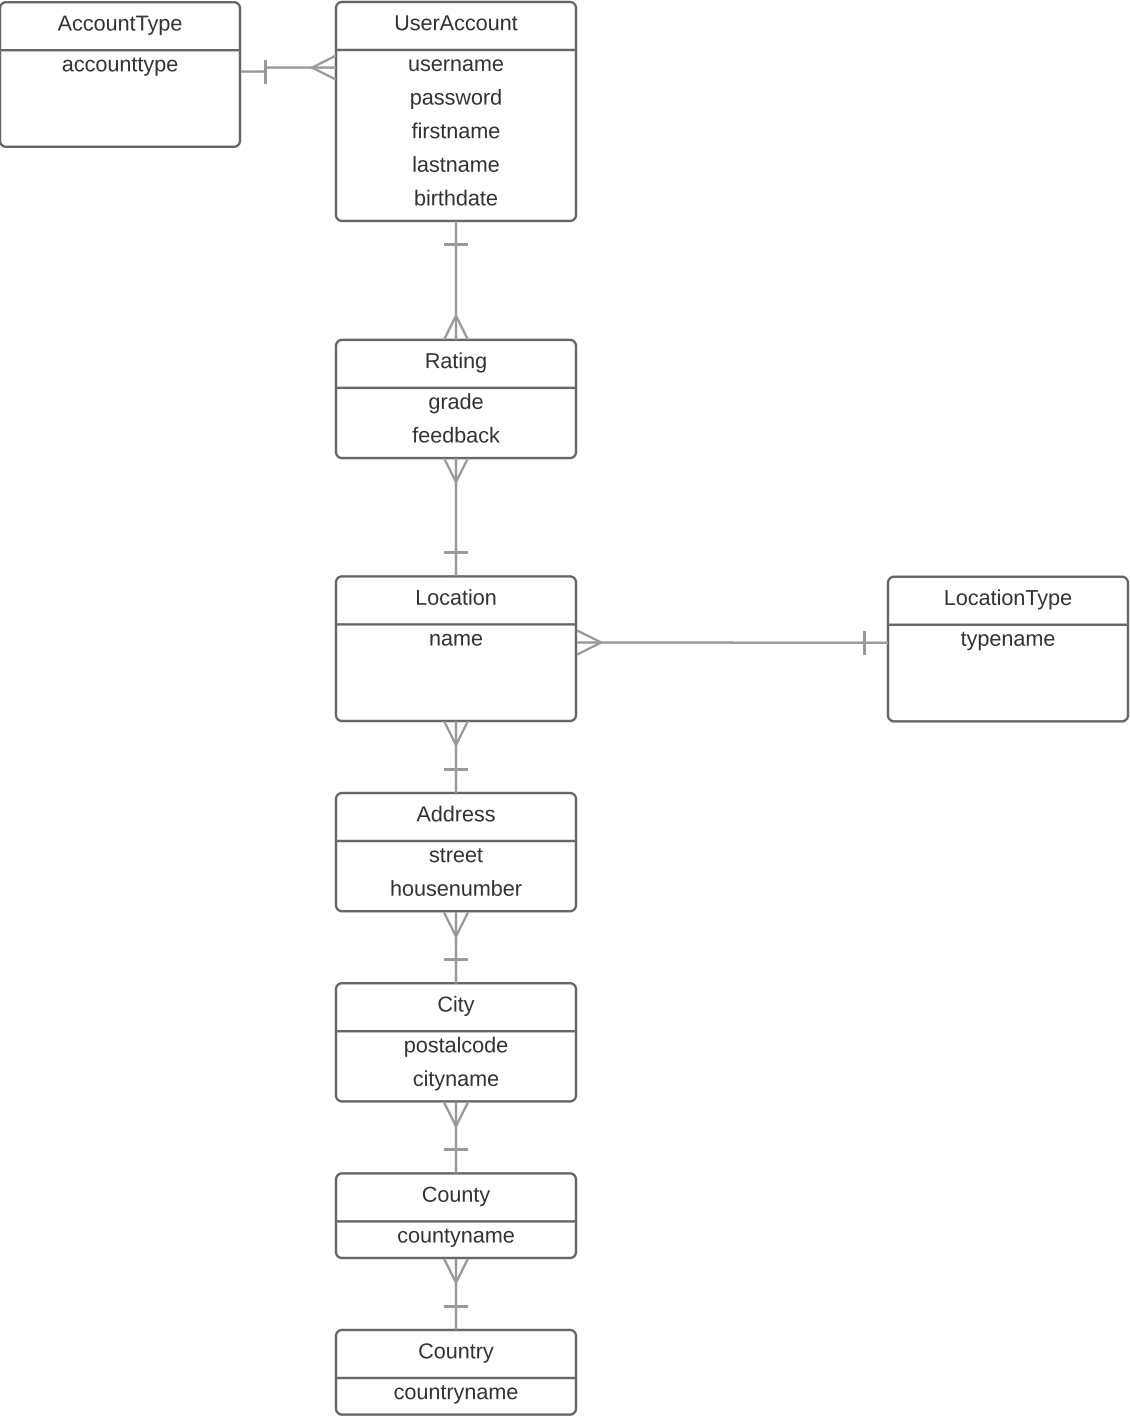 AccountType
accounttype
UserAccount
username
password
firstname
lastname
birthdate
Rating
grade
feedback
Location
name
LocationType
typename
Address
street
housenumber
City
postalcode
cityname
County
countyname
Country
countryname